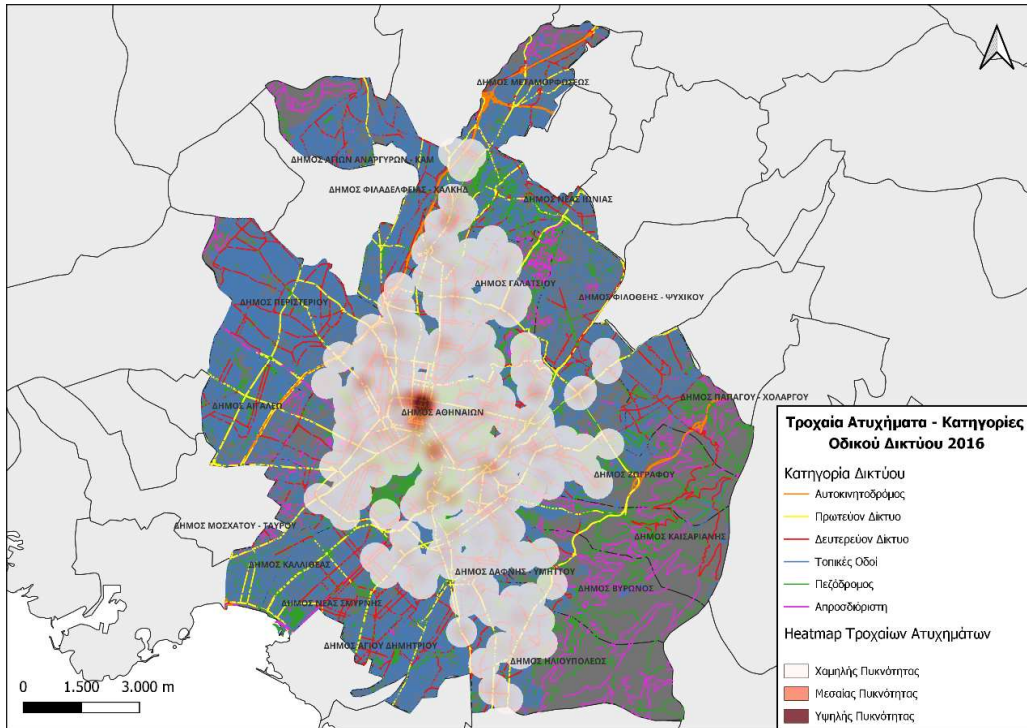 ΔΗΜΟΣ ΜΕΤΑΜΟΡΦΩΣΕΩΣ
ΔΗΜΟΣ ΑΓΙΩΝ ΑΝΑΡΓΥΡΩΝ - ΚΑΜ
ΔΗΜΟΣ ΦΙΛΑΔΕΛΦΕΙΑΣ - ΧΑΛΚΗΔ
ΔΗΜΟΣ ΝΕΑΣ ΙΩΝΙΑΣ
ΔΗΜΟΣ ΓΑΛΑΤΣΙΟΥ
ΔΗΜΟΣ ΦΙΛΟΘΕΗΣ - ΨΥΧΙΚΟΥ
ΔΗΜΟΣ ΠΕΡΙΣΤΕΡΙΟΥ
ΔΗΜΟΣ ΠΑΠΑΓΟΥ - ΧΟΛΑΡΓΟΥ
ΔΗΜΟΣ ΑΙΓΑΛΕΩ
ΔΗΜΟΣ ΑΘΗΝΑΙΩΝ
ΔΗΜΟΣ ΖΩΓΡΑΦΟΥ
ΔΗΜΟΣ ΜΟΣΧΑΤΟΥ - ΤΑΥΡΟΥ
ΔΗΜΟΣ ΚΑΙΣΑΡΙΑΝΗΣ
ΔΗΜΟΣ ΚΑΛΛΙΘΕΑΣ
ΔΗΜΟΣ ΔΑΦΝΗΣ - ΥΜΗΤΤΟΥ
ΔΗΜΟΣ ΒΥΡΩΝΟΣ
ΔΗΜΟΣ ΝΕΑΣ ΣΜΥΡΝΗΣ
ΔΗΜΟΣ ΑΓΙΟΥ ΔΗΜΗΤΡΙΟΥ
ΔΗΜΟΣ ΗΛΙΟΥΠΟΛΕΩΣ
0 1.500 3.000 m
Τροχαία Ατυχήματα - Κατηγορίες
Οδικού Δικτύου 2016
Κατηγορία Δικτύου
Αυτοκινητοδρόμος
Πρωτεύον Δίκτυο
Δευτερεύον Δίκτυο
Τοπικές Οδοί
Πεζόδρομος
Απροσδιόριστη
Heatmap Τροχαίων Ατυχημάτων
Χαμηλής Πυκνότητας
Μεσαίας Πυκνότητας
Υψηλής Πυκνότητας